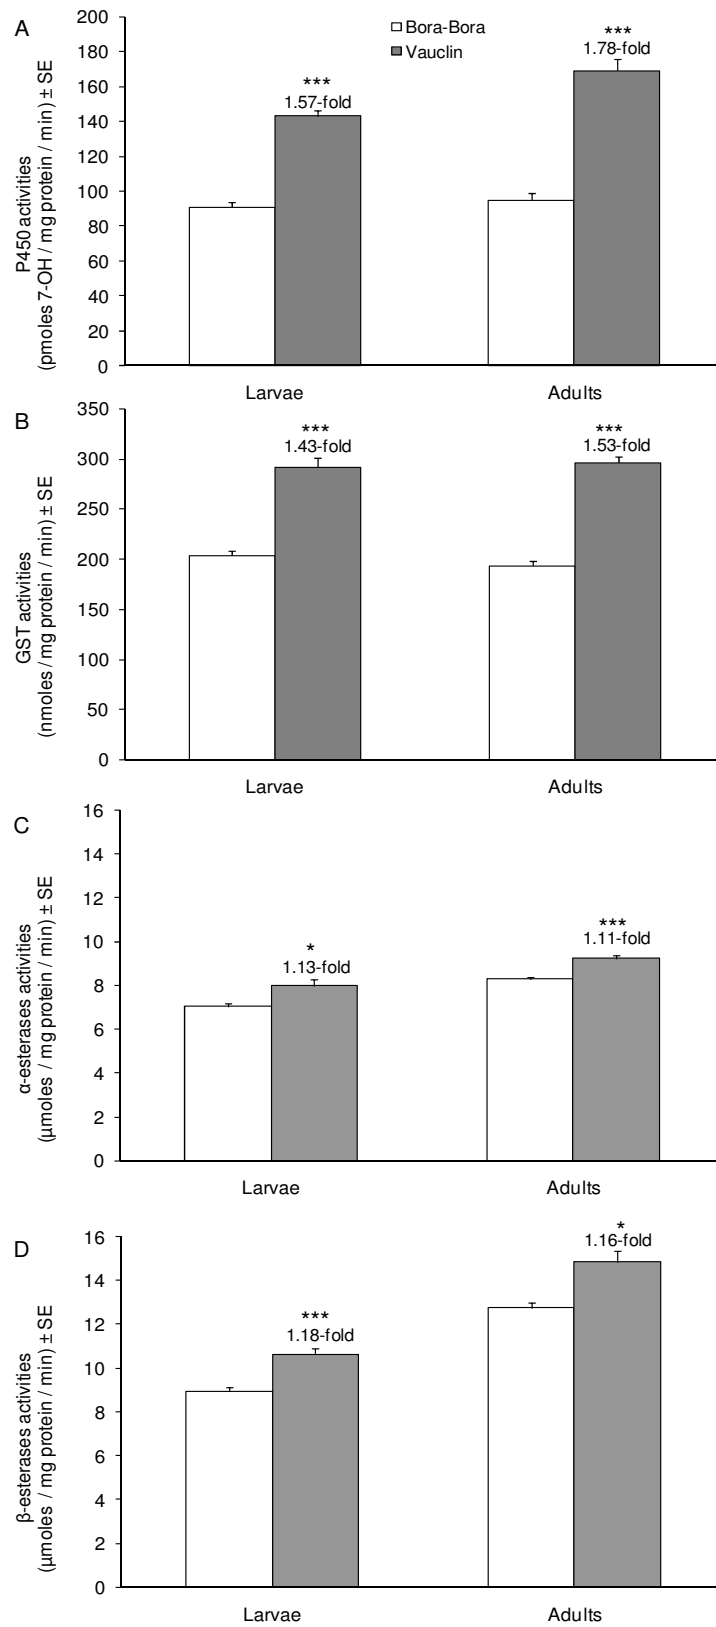 A
P450 activities
(pmoles 7-OH / mg protein / min) ± SE
200
180
160
140
120
100
80
60
40
20
0
Bora-Bora
Vauclin
***
1.57-fold
***
1.78-fold
Larvae
Adults
B
GST activities
(nmoles / mg protein / min) ± SE
350
300
250
200
150
100
50
0
***
1.43-fold
***
1.53-fold
Larvae
Adults
C
α-esterases activities
(µmoles / mg protein / min) ± SE
16
14
12
10
8
6
4
2
0
*
1.13-fold
***
1.11-fold
Larvae
Adults
D
β-esterases activities
(µmoles / mg protein / min) ± SE
16
14
12
10
8
6
4
2
0
***
1.18-fold
*
1.16-fold
Larvae
Adults